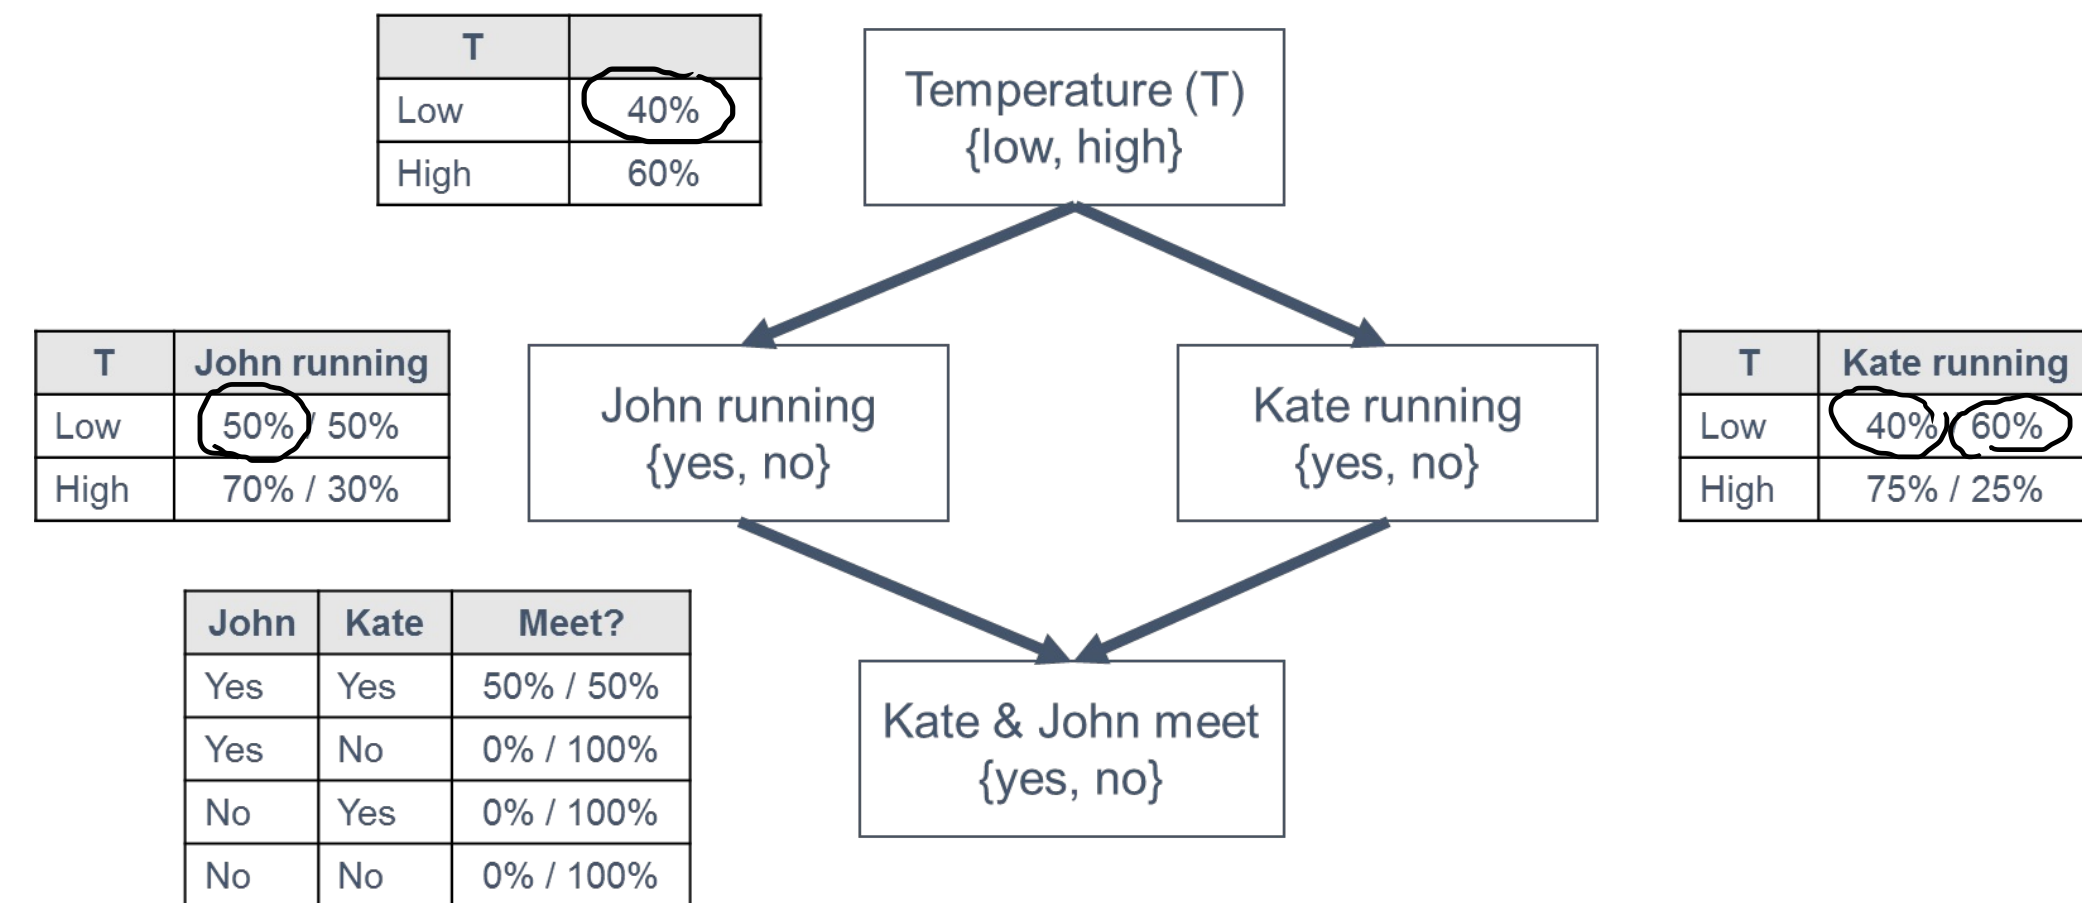 T
Low 40%
High 60%
Temperature (T)
{low, high}
T John running
Low 50% / 50%
High 70% / 30%
John running
{yes, no}
Kate running
{yes, no}
T Kate running
Low 40% / 60%
High 75% / 25%
John Kate Meet?
Yes Yes 50% / 50%
Yes No 0% / 100%
No Yes 0% / 100%
No No 0% / 100%
Kate & John meet
{yes, no}